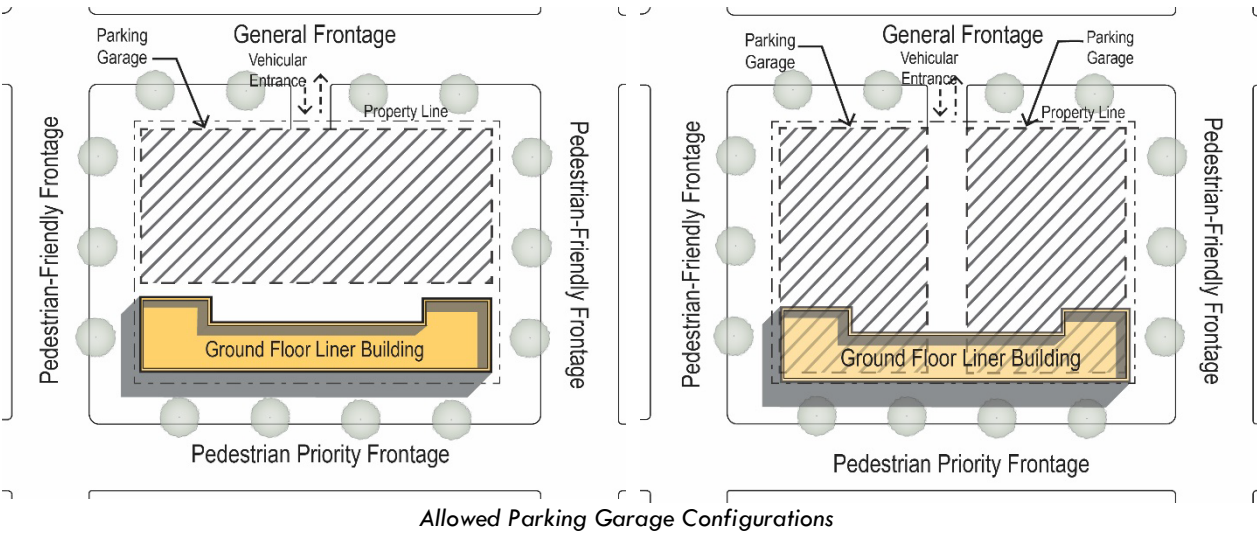 General Frontage
Parking
Garage
Vehicular
Entrance
Property Line
Pedestrian-Friendly Frontage
Pedestrian-Friendly Frontage
Ground Floor Liner Building
Pedestrian Priority Frontage
General Frontage
Parking
Garage
Vehicular
Entrance
Parking
Garage
Property Line
Pedestrian-Friendly Frontage
Pedestrian-Friendly Frontage
Ground Floor Liner Building
Pedestrian Priority Frontage
Allowed Parking Garage Configurations